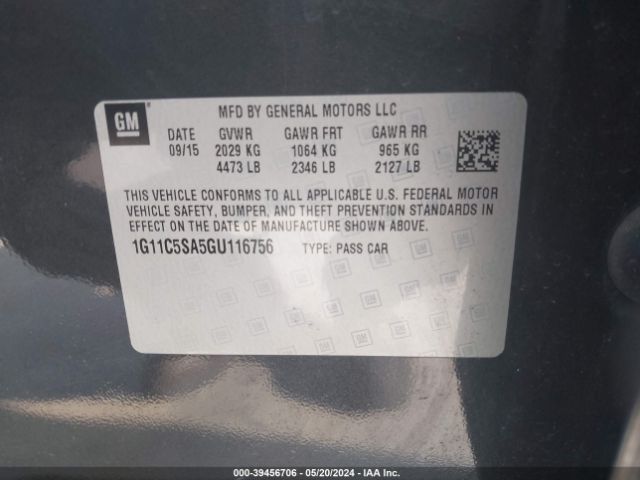 GM
MFD BY GENERAL MOTORS LLC
DATE GVWR GAWR FRT GAWR RR
09/15 2029 KG 1064 KG 965 KG
4473 LB 2346 LB 2127 LB
THIS VEHICLE CONFORMS TO ALL APPLICABLE U.S. FEDERAL MOTOR
VEHICLE SAFETY, BUMPER, AND THEFT PREVENTION STANDARDS IN
EFFECT ON THE DATE OF MANUFACTURE SHOWN ABOVE.
1G11C5SA5GU116756 TYPE: PASS CAR
000-39456706 - 05/20/2024 - IAA Inc.